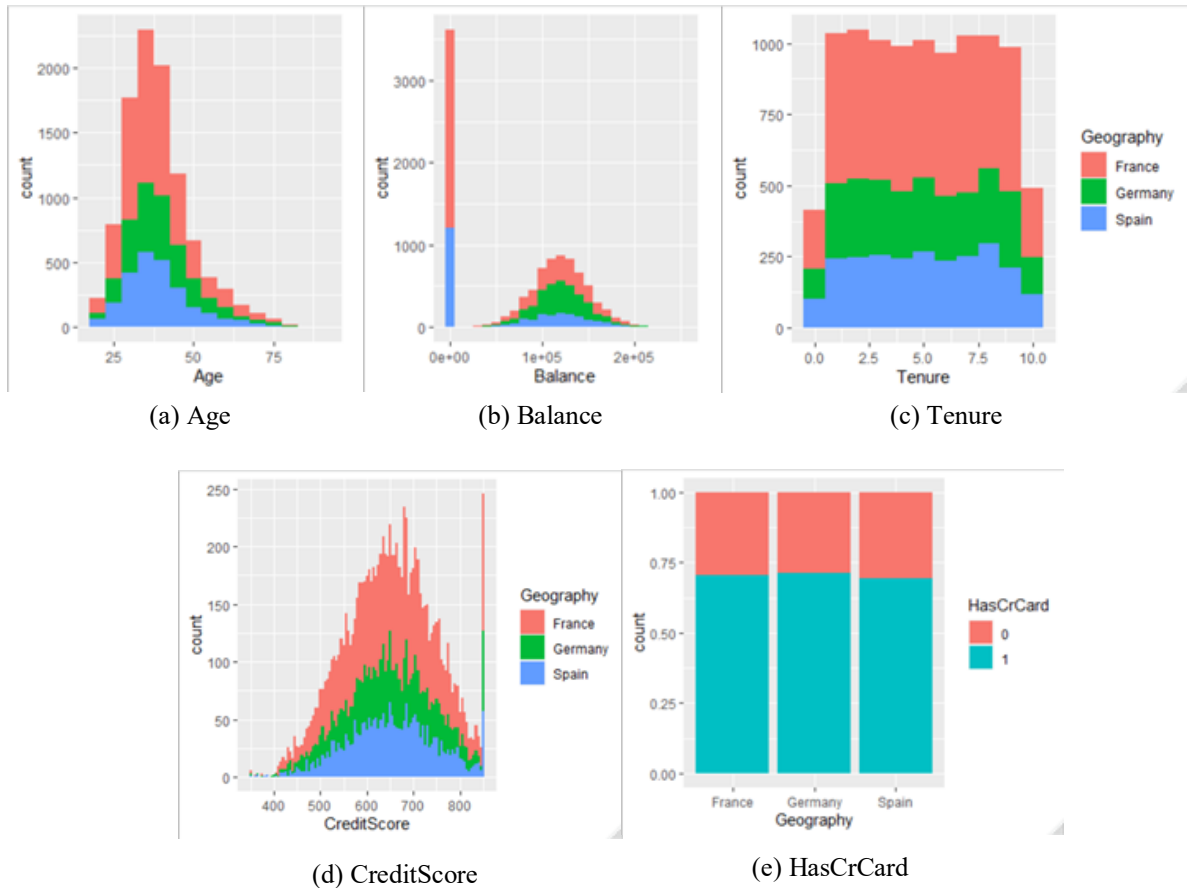 2000
1500
1000
500
0
count
25
50
75
Age
3000
2000
1000
0
count
0e+00
1e+05
2e+05
Balance
1000
750
500
250
0
count
0.0
2.5
5.0
7.5
10.0
Tenure
Geography
France
Germany
Spain
(a) Age
(b) Balance
(c) Tenure
250
200
150
100
50
0
count
400
500
600
700
800
CreditScore
Geography
France
Germany
Spain
1.00
0.75
0.50
0.25
0.00
count
France
Germany
Spain
Geography
HasCrCard
0
1
(d) CreditScore
(e) HasCrCard